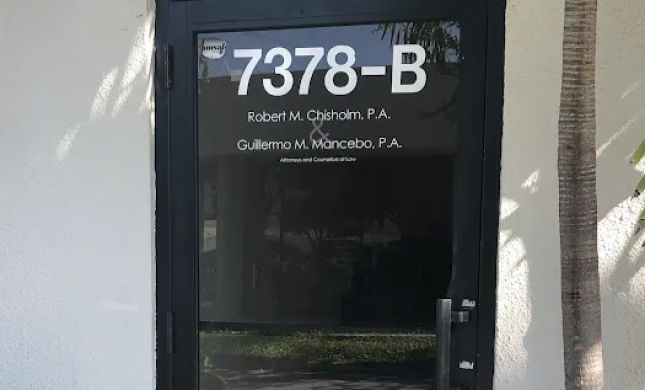 7378-B
Robert M. Chisholm, P.A.
&
Guillermo M. Mancebo, P.A.
Attorneys and Counselors at Law